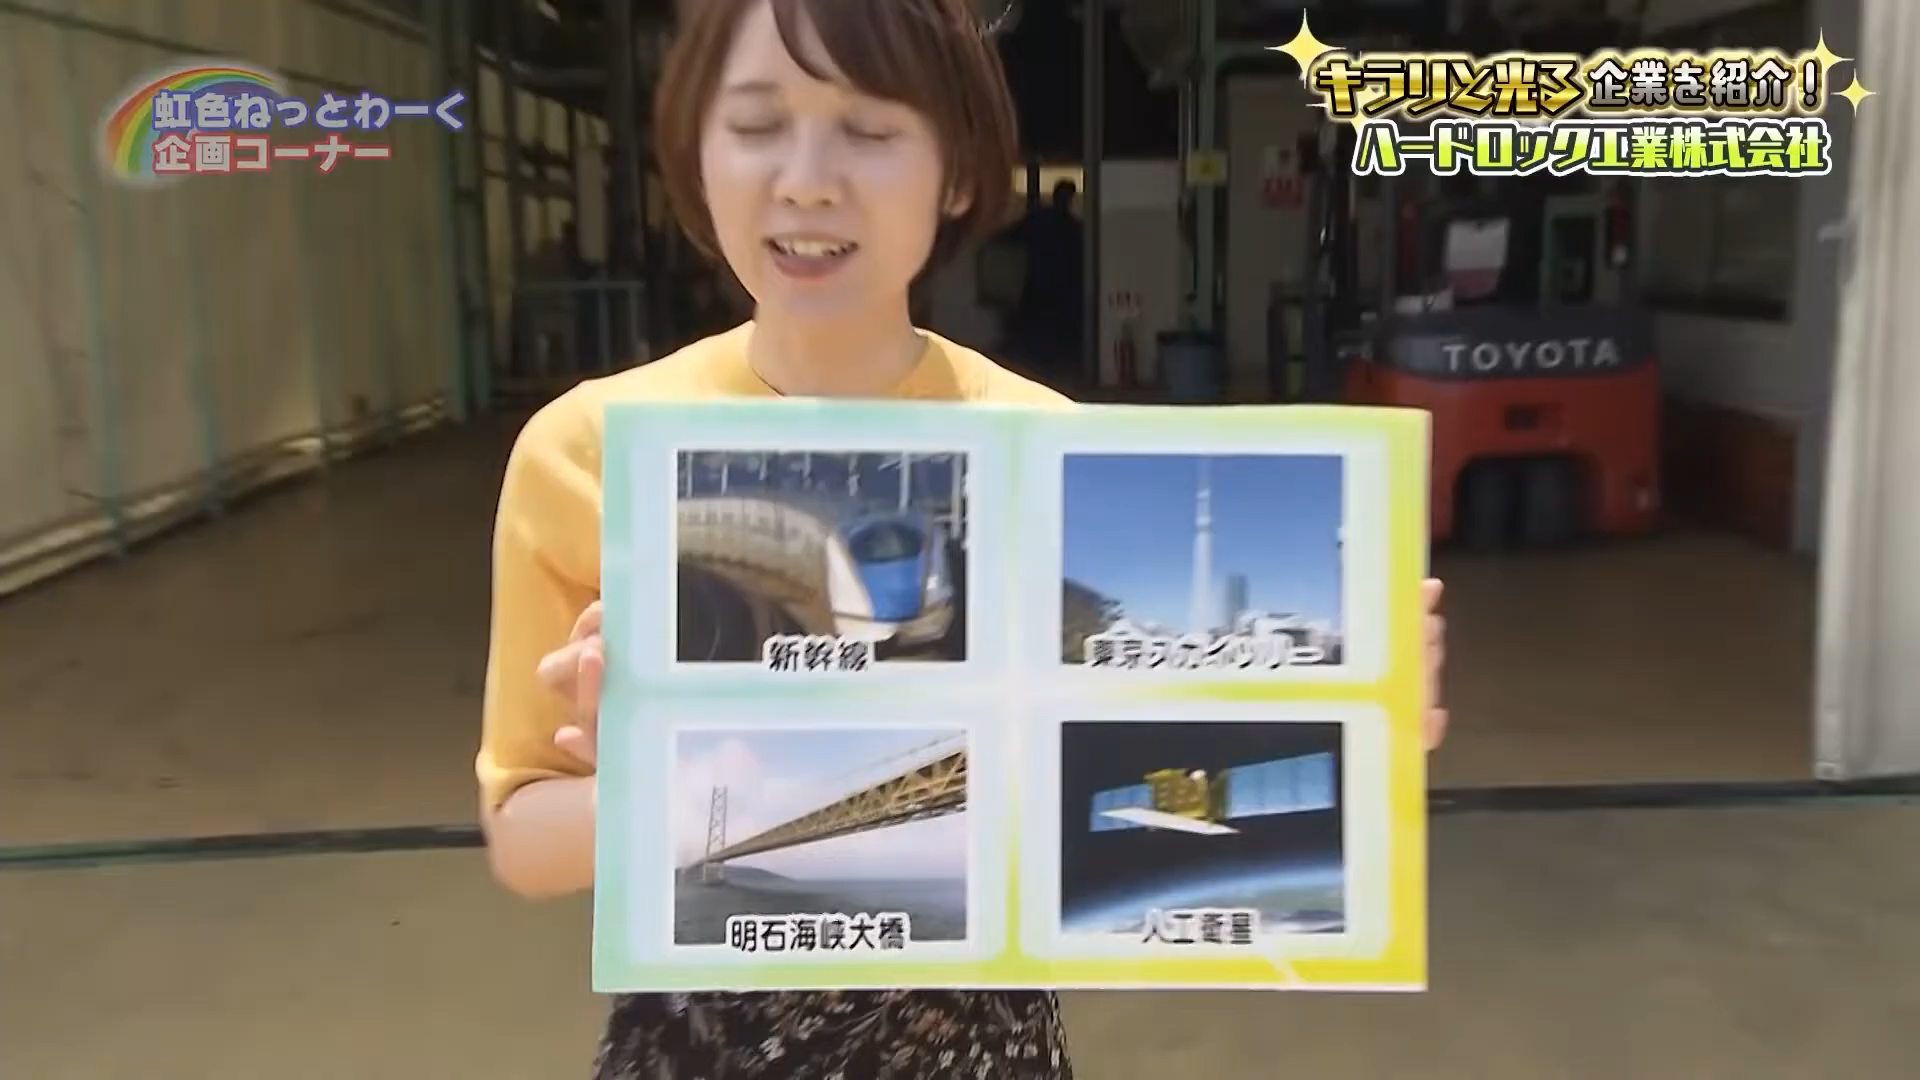 虹色ねっとわーく
企画コーナー
キラリと光る企業を紹介！
ハードロック工業株式会社
TOYOTA
新幹線
東京スカイツリー
明石海峡大橋
人工衛星